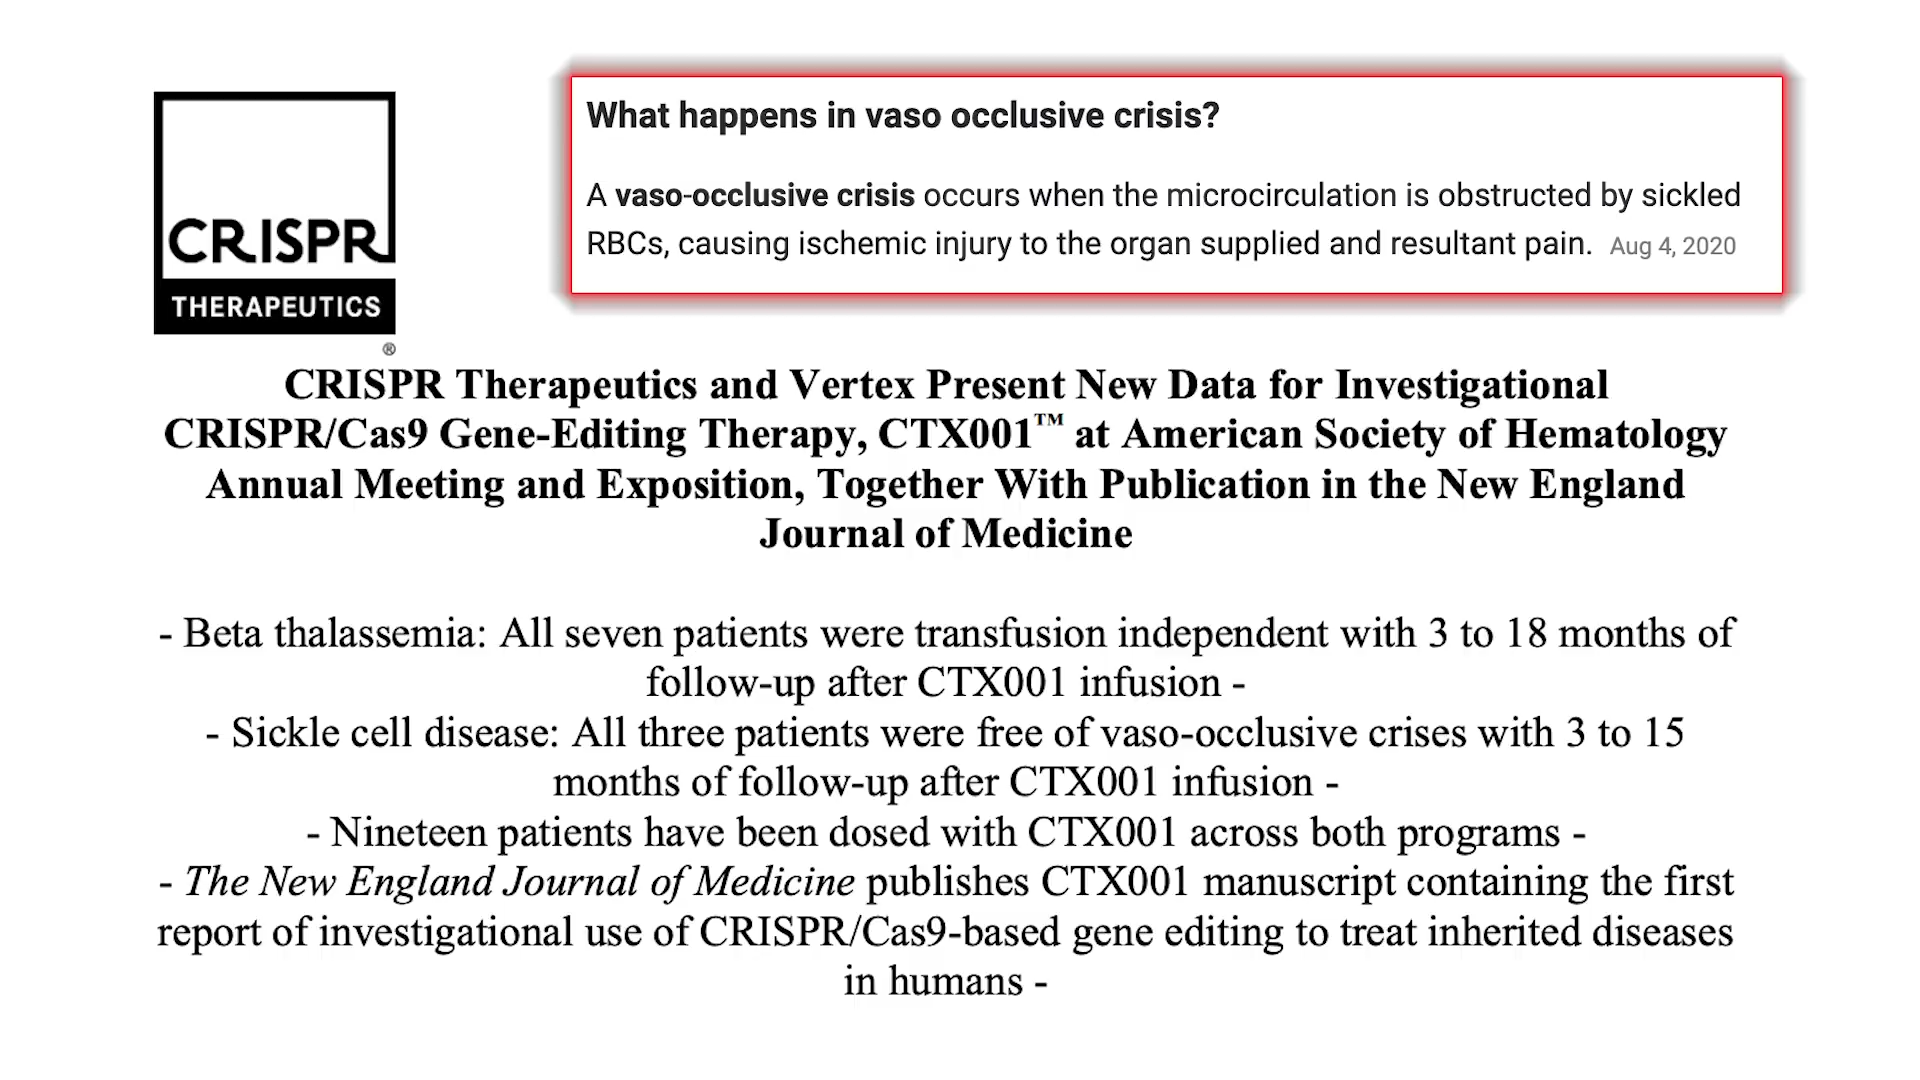 CRISPR
THERAPEUTICS
®
What happens in vaso occlusive crisis?
A vaso-occlusive crisis occurs when the microcirculation is obstructed by sickled
RBCs, causing ischemic injury to the organ supplied and resultant pain. Aug 4, 2020
CRISPR Therapeutics and Vertex Present New Data for Investigational
CRISPR/Cas9 Gene-Editing Therapy, CTX001™ at American Society of Hematology
Annual Meeting and Exposition, Together With Publication in the New England
Journal of Medicine
- Beta thalassemia: All seven patients were transfusion independent with 3 to 18 months of
follow-up after CTX001 infusion -
- Sickle cell disease: All three patients were free of vaso-occlusive crises with 3 to 15
months of follow-up after CTX001 infusion -
- Nineteen patients have been dosed with CTX001 across both programs -
- The New England Journal of Medicine publishes CTX001 manuscript containing the first
report of investigational use of CRISPR/Cas9-based gene editing to treat inherited diseases
in humans -